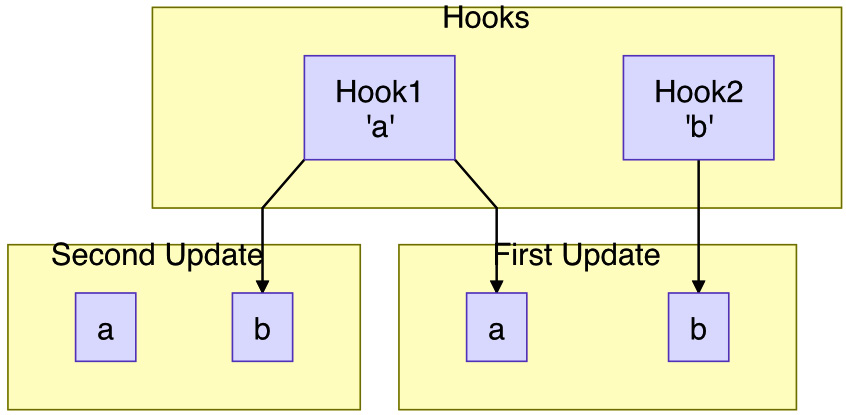 Hooks
Hook1
'a'
Hook2
'b'
Second Update
First Update
a
b
a
b